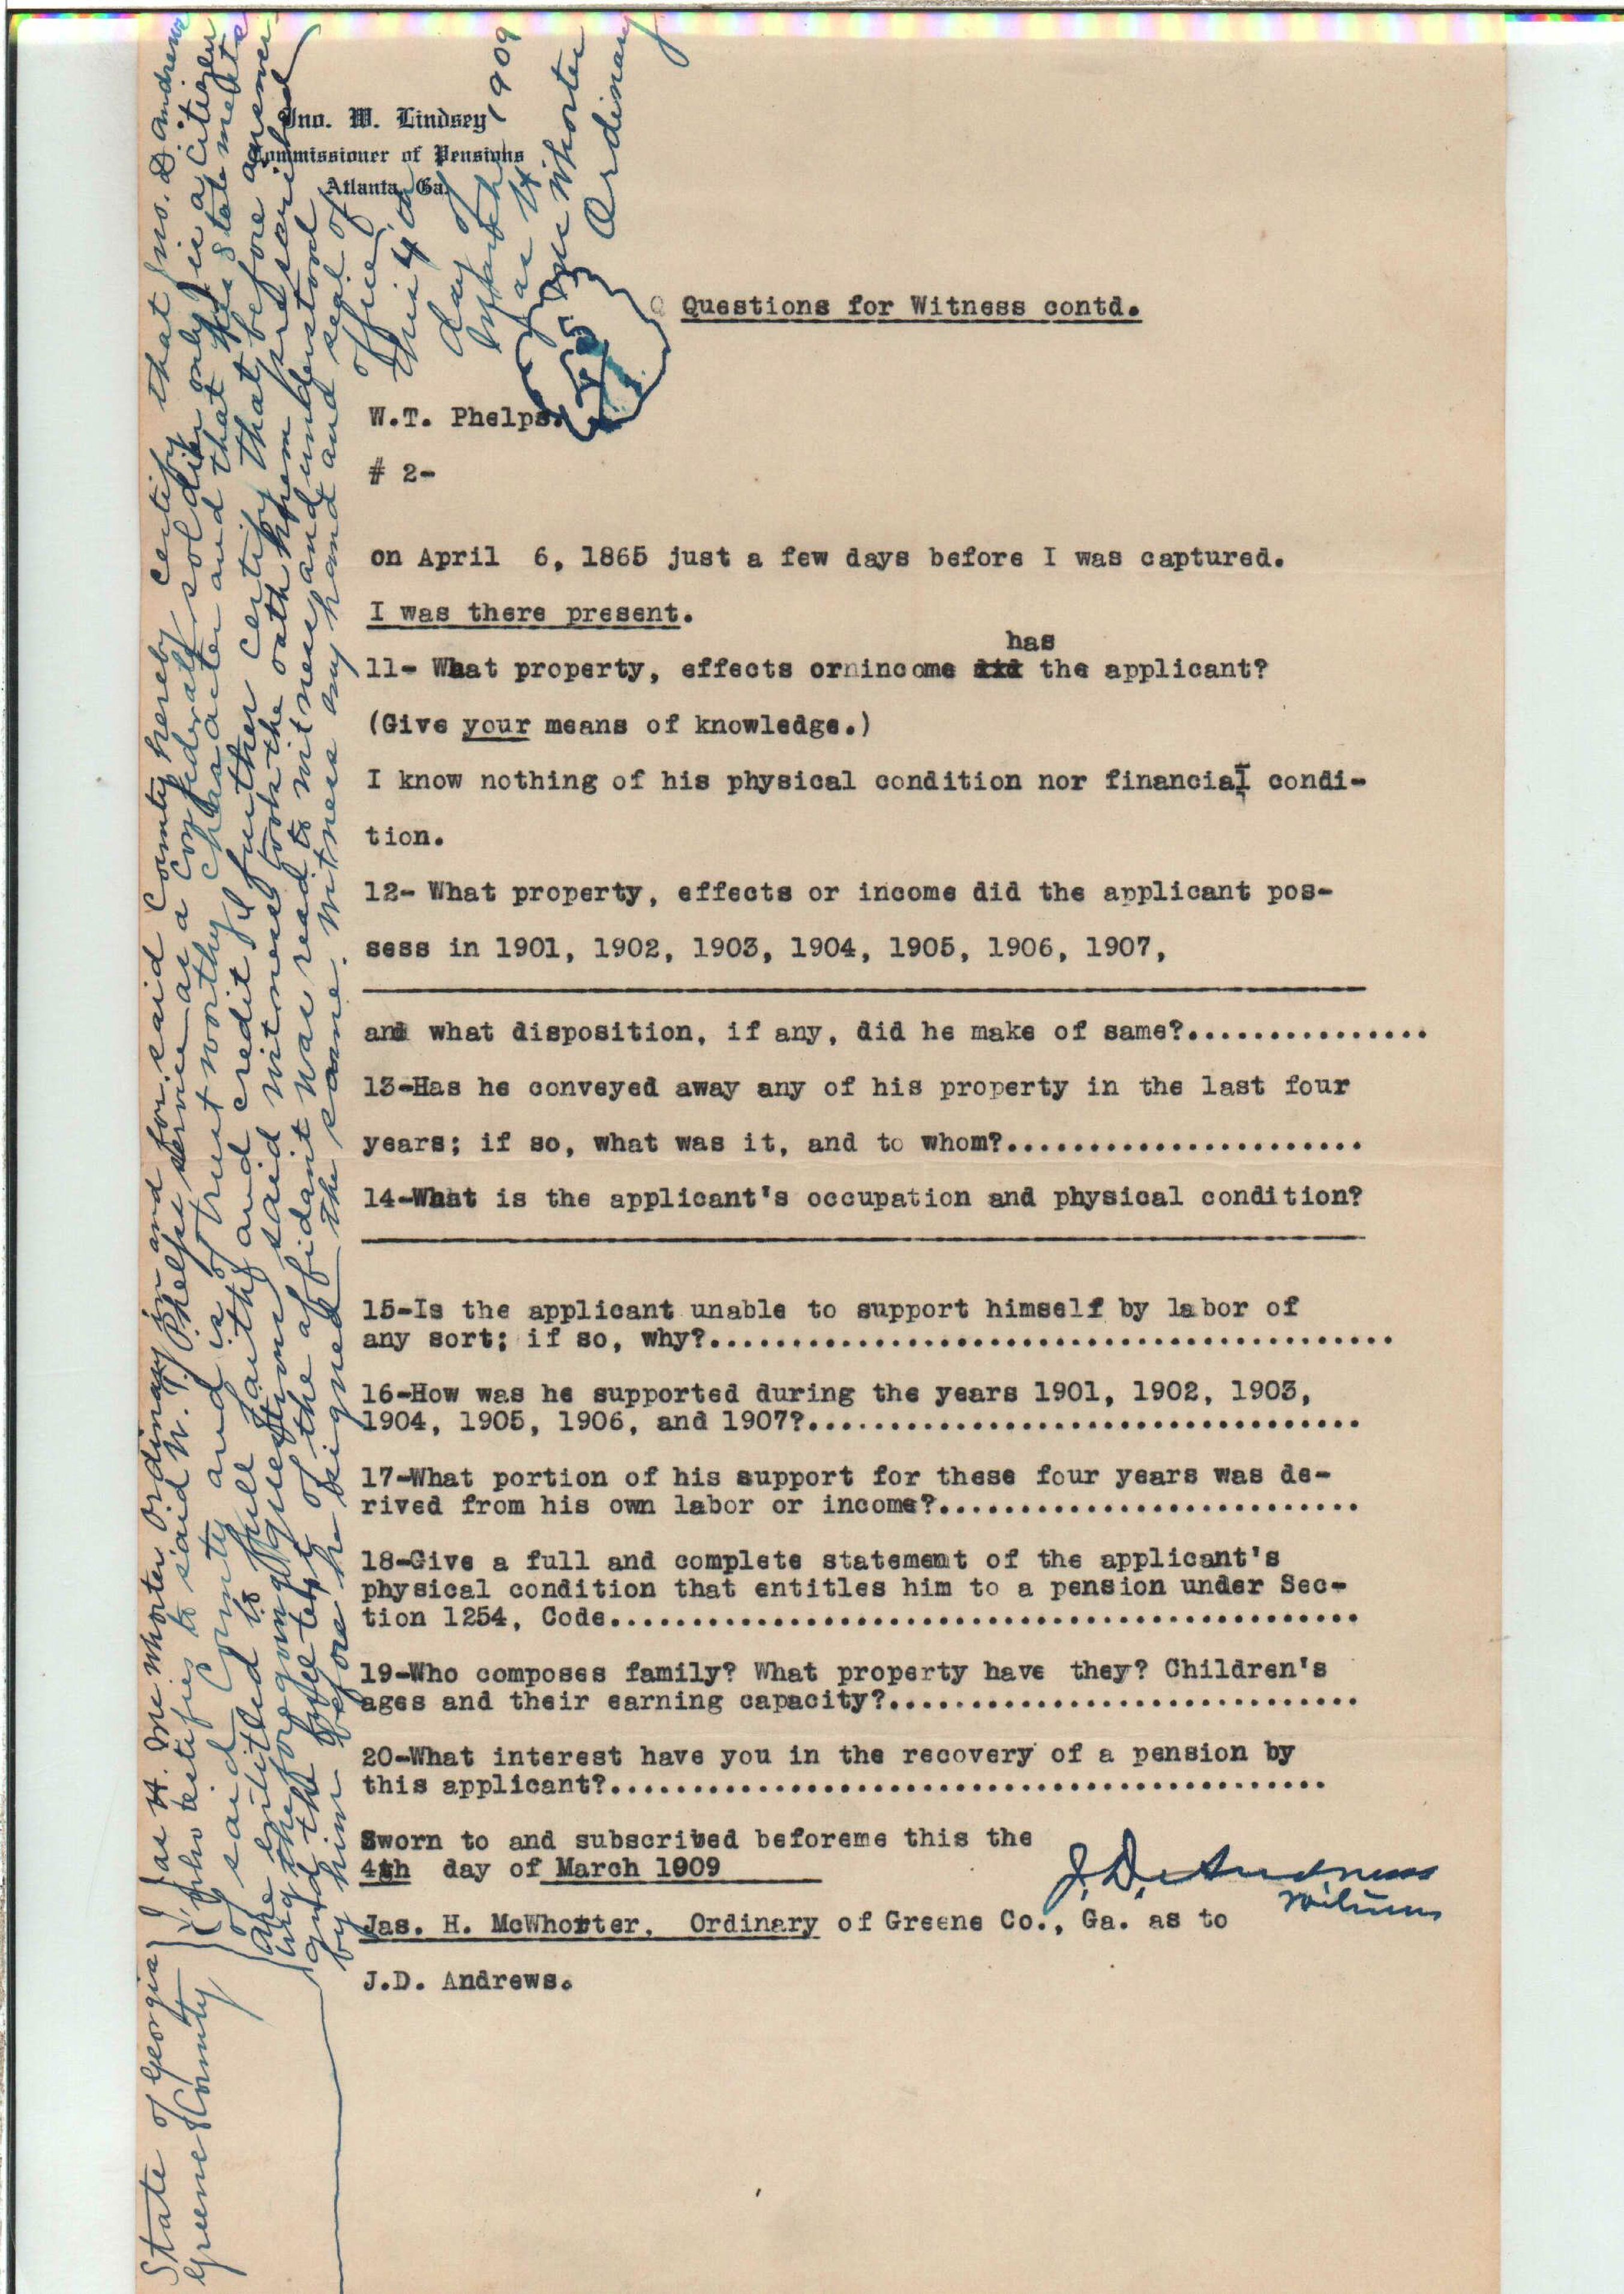 Jno. W. Lindsey
Commissioner of Pensions
Atlanta, Ga.
Questions for Witness contd.
W.T. Phelps.
# 2-
on April 6, 1865 just a few days before I was captured.
I was there present.
has
11- What property, effects ornincome did the applicant?
(Give your means of knowledge.)
I know nothing of his physical condition nor financial condi-
tion.
12- What property, effects or income did the applicant pos-
sess in 1901, 1902, 1903, 1904, 1905, 1906, 1907,
and what disposition, if any, did he make of same?...............
13-Has he conveyed away any of his property in the last four
years; if so, what was it, and to whom?......................
14-What is the applicant's occupation and physical condition?
15-Is the applicant unable to support himself by labor of
any sort; if so, why?..........................................
16-How was he supported during the years 1901, 1902, 1903,
1904, 1905, 1906, and 1907?..................................
17-What portion of his support for these four years was de-
rived from his own labor or income?..........................
18-Give a full and complete statement of the applicant's
physical condition that entitles him to a pension under Sec-
tion 1254, Code..............................................
19-Who composes family? What property have they? Children's
ages and their earning capacity?.............................
20-What interest have you in the recovery of a pension by
this applicant?............................................
Sworn to and subscribed beforeme this the
4th day of March 1909
J. D. Andrews
Witness
Jas. H. McWhorter, Ordinary of Greene Co., Ga. as to
J.D. Andrews.
State of Georgia } Jas H. McWhorter Ordinary in and for said County hereby certify that Jno. D. Andrews
Greene County } who testifies to said W. T. Phelps service as a Confederate soldier only is a citizen
of said County and is of trustworthy character and that his statements
are entitled to full faith and credit. I further certify that before answer-
ing the foregoing questions said witness took the oath herein prescribed
and the full text of the affidavit was read to witness and understood
by him before he signed the same. Witness my hand and seal of
office this 4 day of March 1909
Jas H McWhorter
Ordinary